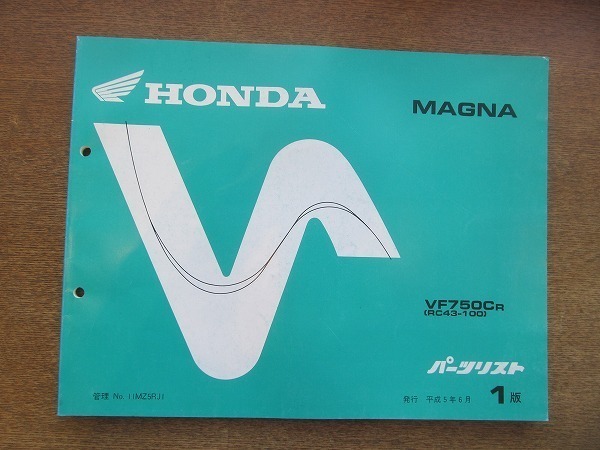 HONDA
MAGNA
VF750CR
(RC43-100)
パーツリスト
管理 No. 11MZ5RJ1
発行 平成5年6月 1版